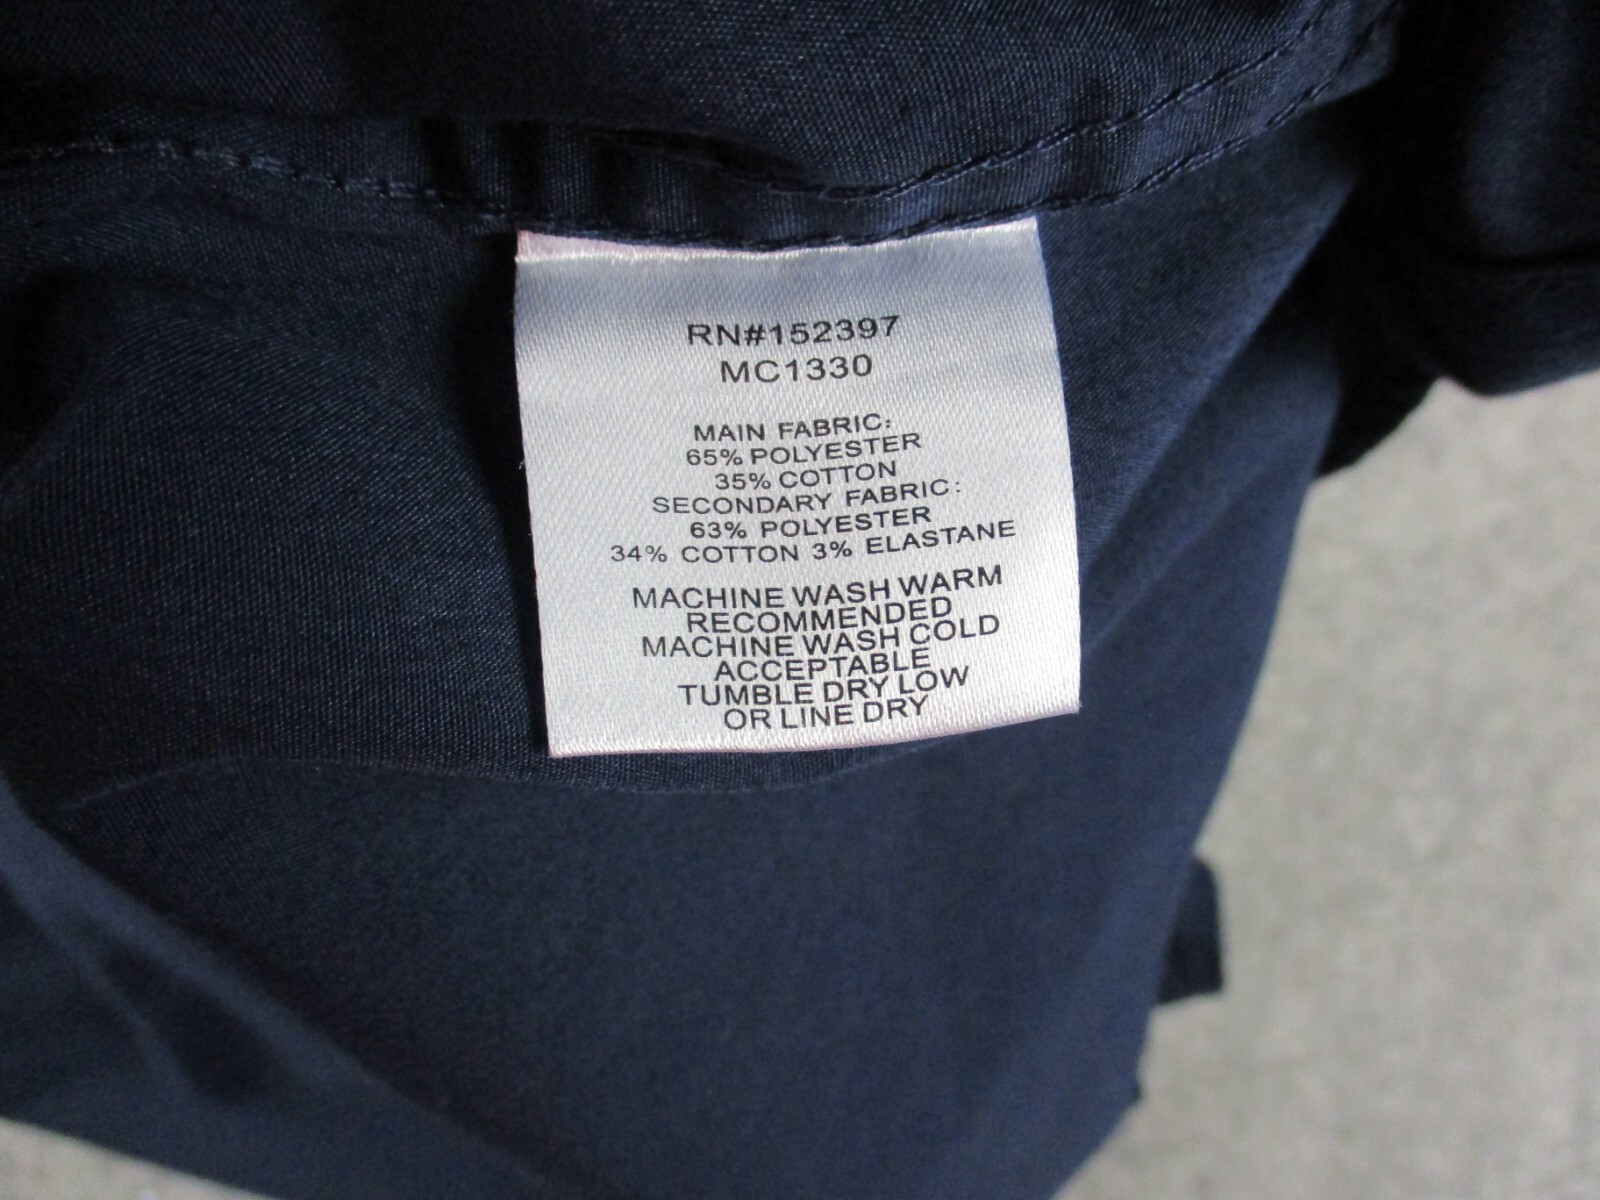 RN#152397
MC1330
MAIN FABRIC:
65% POLYESTER
35% COTTON
SECONDARY FABRIC:
63% POLYESTER
34% COTTON 3% ELASTANE
MACHINE WASH WARM
RECOMMENDED
MACHINE WASH COLD
ACCEPTABLE
TUMBLE DRY LOW
OR LINE DRY